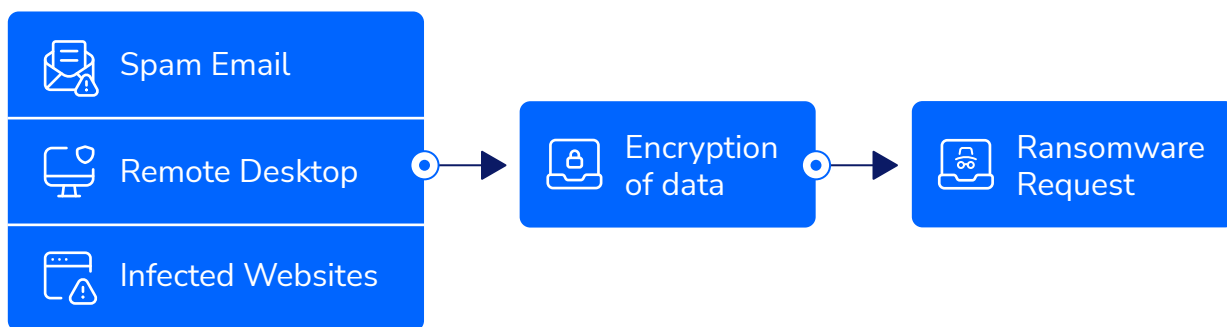 Spam Email
Remote Desktop
Infected Websites
Encryption
of data
Ransomware
Request